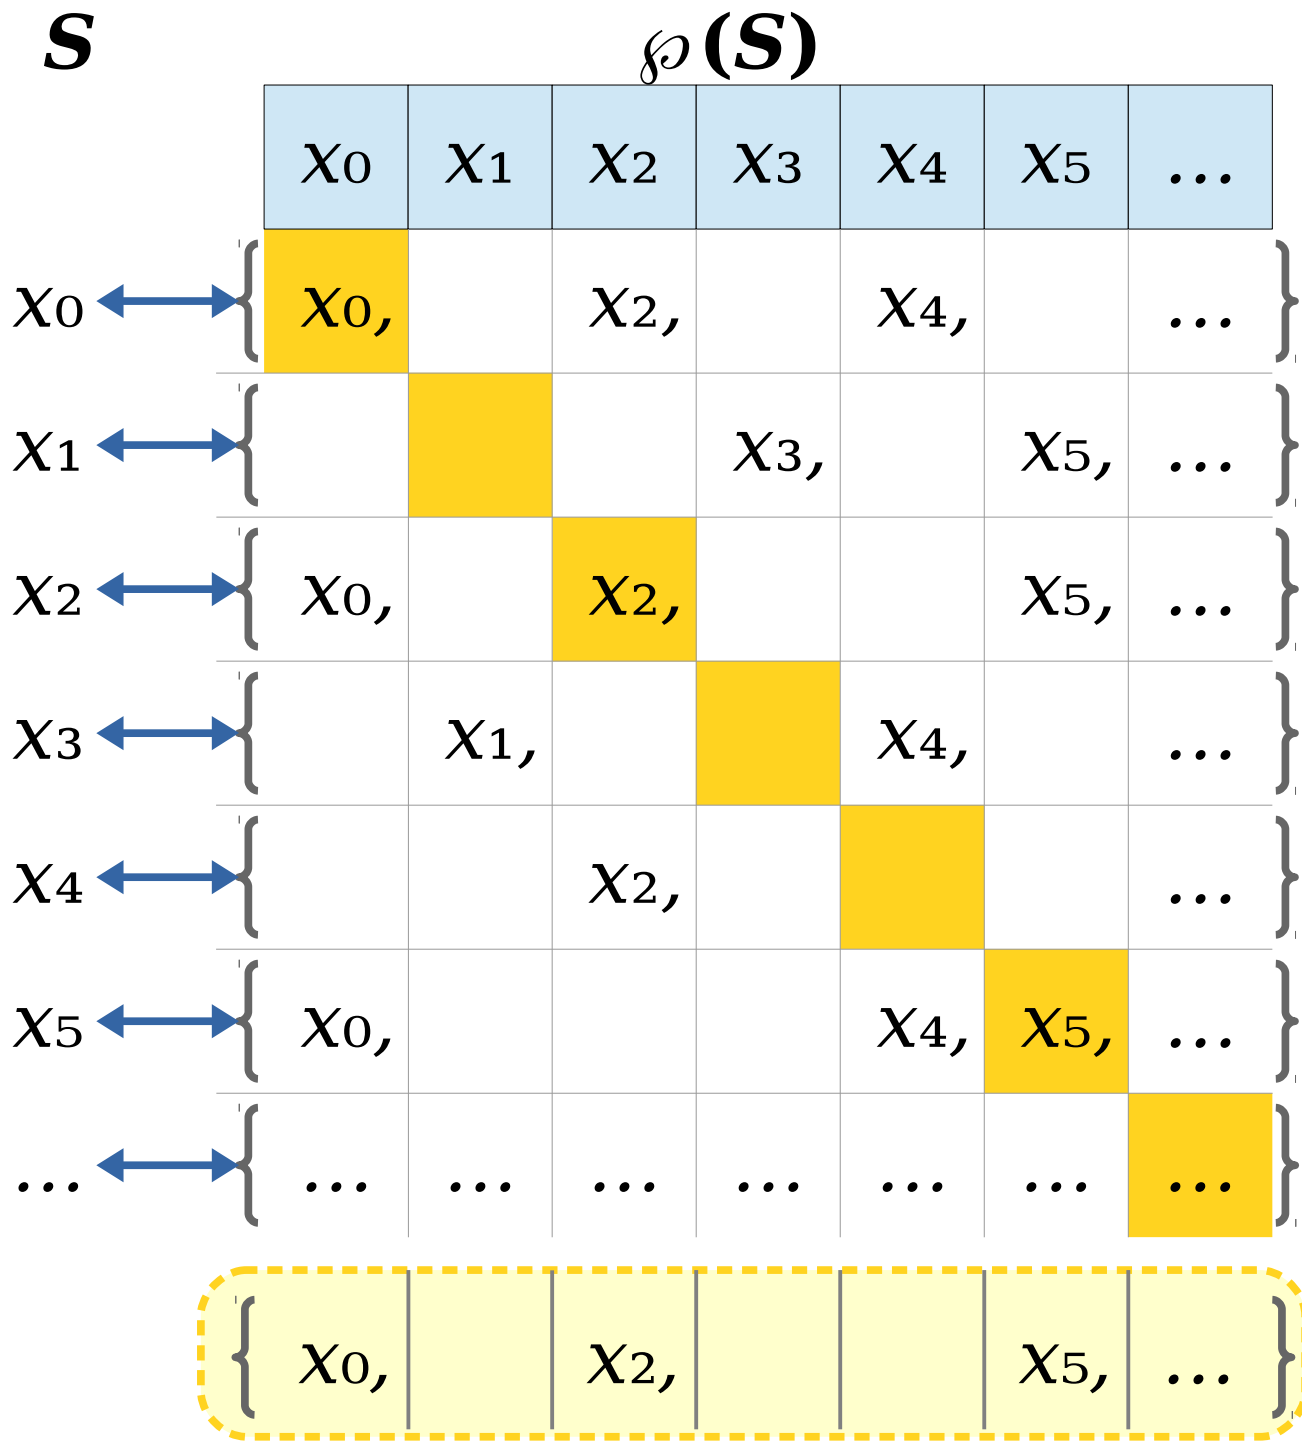 S ℘(S)
x₀ x₁ x₂ x₃ x₄ x₅ ...
x₀ { x₀, x₂, x₄, ... }
x₁ { x₃, x₅, ... }
x₂ { x₀, x₂, x₅, ... }
x₃ { x₁, x₄, ... }
x₄ { x₂, ... }
x₅ { x₀, x₄, x₅, ... }
... { ... ... ... ... ... ... ... }
{ x₀, x₂, x₅, ... }